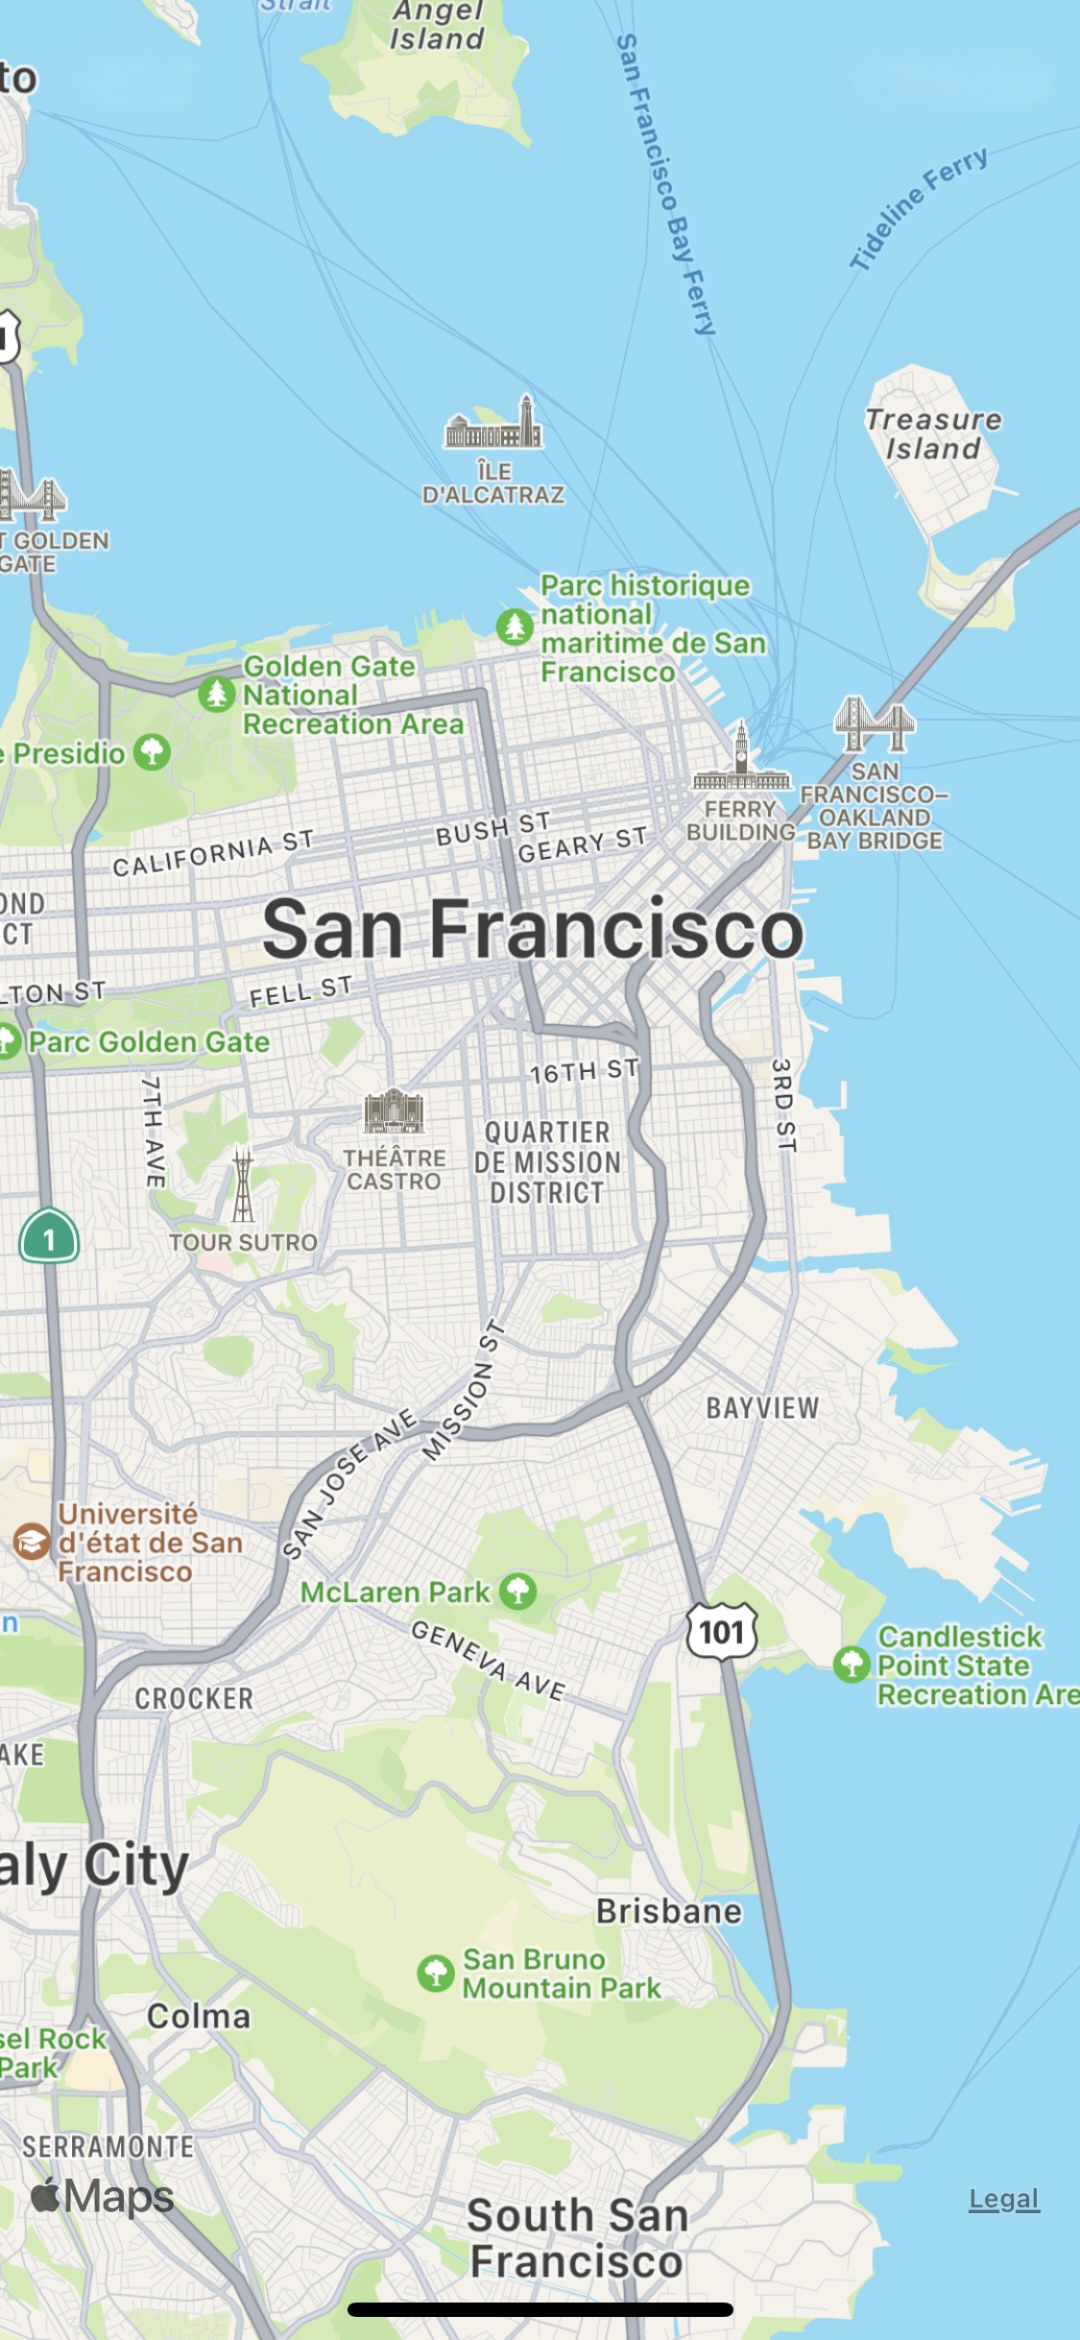 Strait
Angel
Island
to
San Francisco Bay Ferry
Tideline Ferry
Treasure
Island
ÎLE
D'ALCATRAZ
T GOLDEN
GATE
Parc historique
national
maritime de San
Francisco
Golden Gate
National
Recreation Area
e Presidio
SAN
FRANCISCO–
OAKLAND
BAY BRIDGE
FERRY
BUILDING
CALIFORNIA ST
BUSH ST
GEARY ST
OND
CT
San Francisco
LTON ST
FELL ST
Parc Golden Gate
16TH ST
3RD ST
7TH AVE
QUARTIER
DE MISSION
DISTRICT
THÉÂTRE
CASTRO
TOUR SUTRO
1
MISSION ST
SAN JOSE AVE
BAYVIEW
Université
d'état de San
Francisco
McLaren Park
n
GENEVA AVE
101
Candlestick
Point State
Recreation Are
CROCKER
AKE
aly City
Brisbane
San Bruno
Mountain Park
Colma
sel Rock
Park
SERRAMONTE
Maps
Legal
South San
Francisco